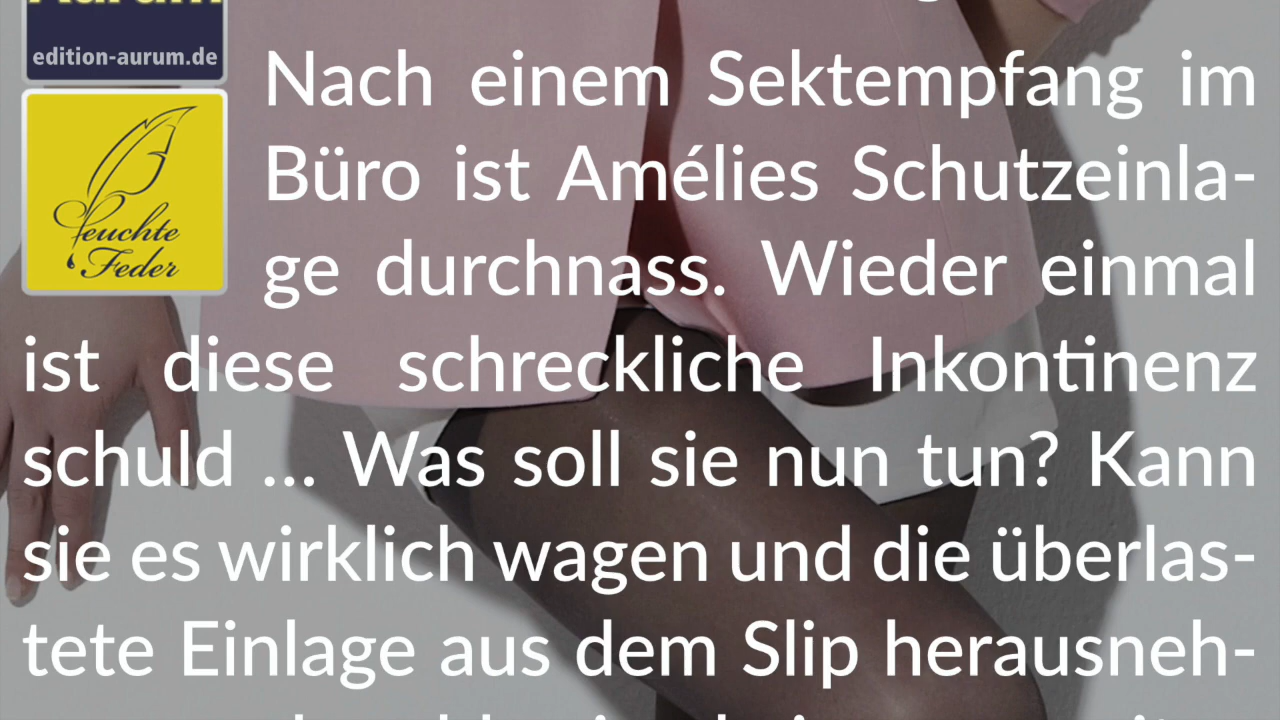 edition-aurum.de
feuchte
Feder
Nach einem Sektempfang im
Büro ist Amélies Schutzeinla-
ge durchnass. Wieder einmal
ist diese schreckliche Inkontinenz
schuld ... Was soll sie nun tun? Kann
sie es wirklich wagen und die überlas-
tete Einlage aus dem Slip herausneh-